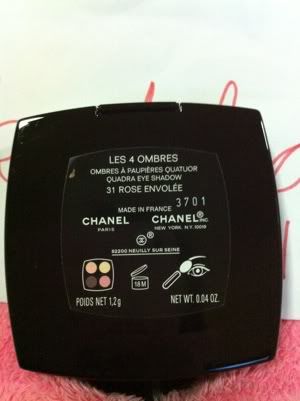 LES 4 OMBRES
OMBRES À PAUPIÈRES QUATUOR
QUADRA EYE SHADOW
31 ROSE ENVOLÉE
MADE IN FRANCE 3701
CHANEL CHANEL® INC
PARIS NEW YORK, N.Y. 10019
®
92200 NEUILLY SUR SEINE
18 M
POIDS NET 1,2g NET WT. 0.04 OZ.